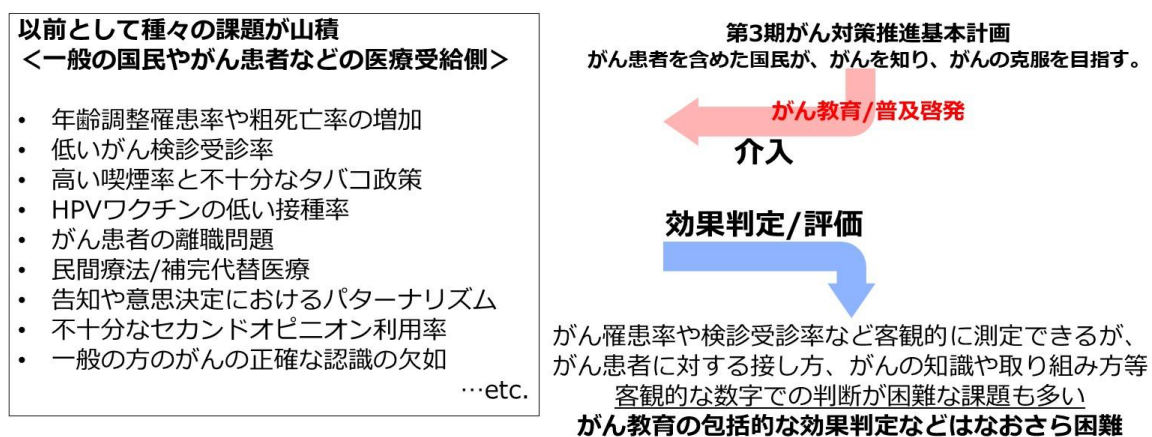 以前として種々の課題が山積
<一般の国民やがん患者などの医療受給側>
• 年齢調整罹患率や粗死亡率の増加
• 低いがん検診受診率
• 高い喫煙率と不十分なタバコ政策
• HPVワクチンの低い接種率
• がん患者の離職問題
• 民間療法/補完代替医療
• 告知や意思決定におけるパターナリズム
• 不十分なセカンドオピニオン利用率
• 一般の方のがんの正確な認識の欠如
…etc.
第3期がん対策推進基本計画
がん患者を含めた国民が、がんを知り、がんの克服を目指す。
がん教育/普及啓発
介入
効果判定/評価
がん罹患率や検診受診率など客観的に測定できるが、
がん患者に対する接し方、がんの知識や取り組み方等
客観的な数字での判断が困難な課題も多い
がん教育の包括的な効果判定などはなおさら困難